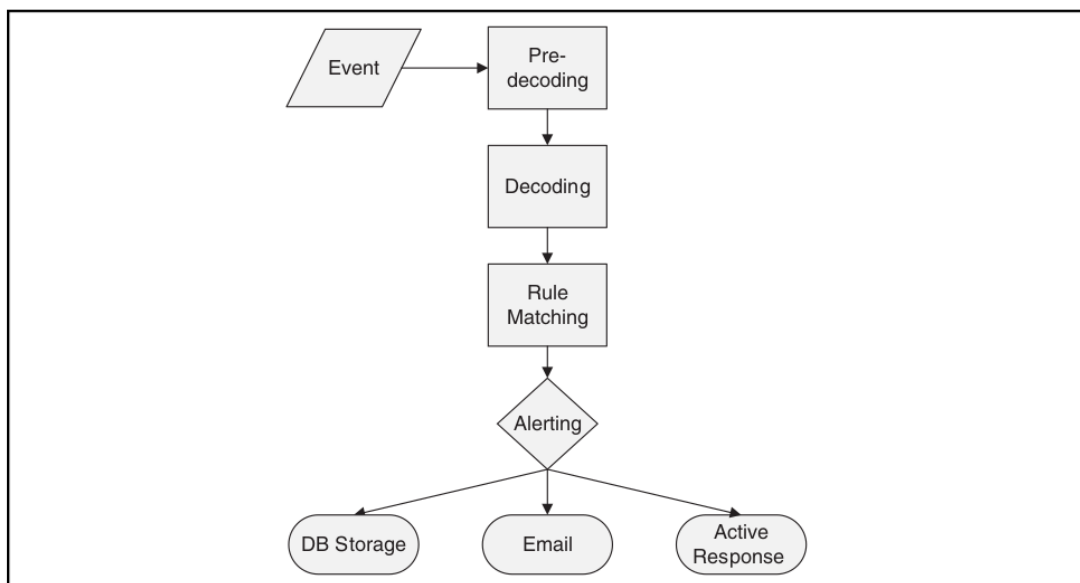 Event
Pre-
decoding
Decoding
Rule
Matching
Alerting
DB Storage
Email
Active
Response